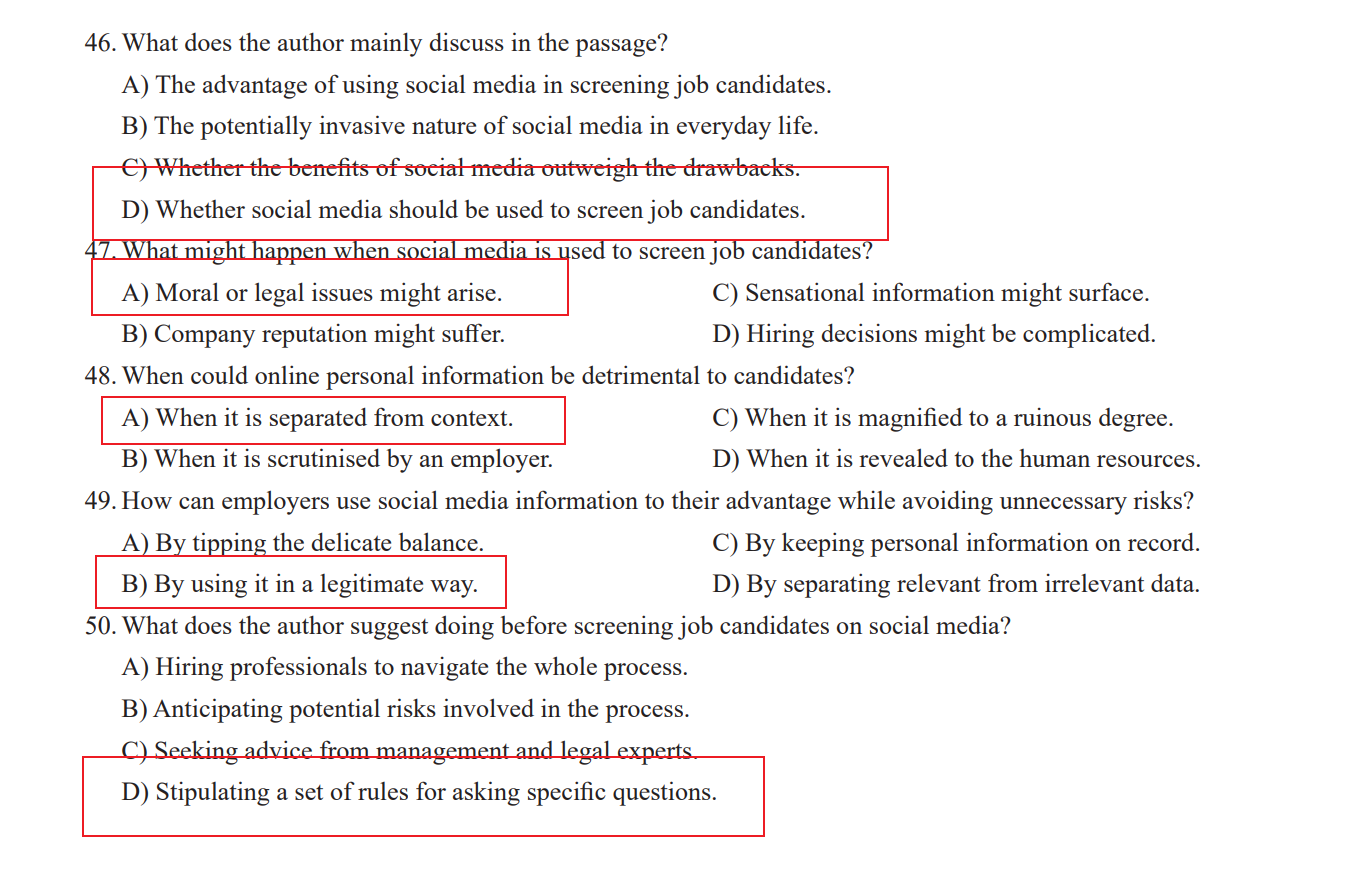 46. What does the author mainly discuss in the passage?
A) The advantage of using social media in screening job candidates.
B) The potentially invasive nature of social media in everyday life.
C) Whether the benefits of social media outweigh the drawbacks.
D) Whether social media should be used to screen job candidates.
47. What might happen when social media is used to screen job candidates?
A) Moral or legal issues might arise. C) Sensational information might surface.
B) Company reputation might suffer. D) Hiring decisions might be complicated.
48. When could online personal information be detrimental to candidates?
A) When it is separated from context. C) When it is magnified to a ruinous degree.
B) When it is scrutinised by an employer. D) When it is revealed to the human resources.
49. How can employers use social media information to their advantage while avoiding unnecessary risks?
A) By tipping the delicate balance. C) By keeping personal information on record.
B) By using it in a legitimate way. D) By separating relevant from irrelevant data.
50. What does the author suggest doing before screening job candidates on social media?
A) Hiring professionals to navigate the whole process.
B) Anticipating potential risks involved in the process.
C) Seeking advice from management and legal experts.
D) Stipulating a set of rules for asking specific questions.